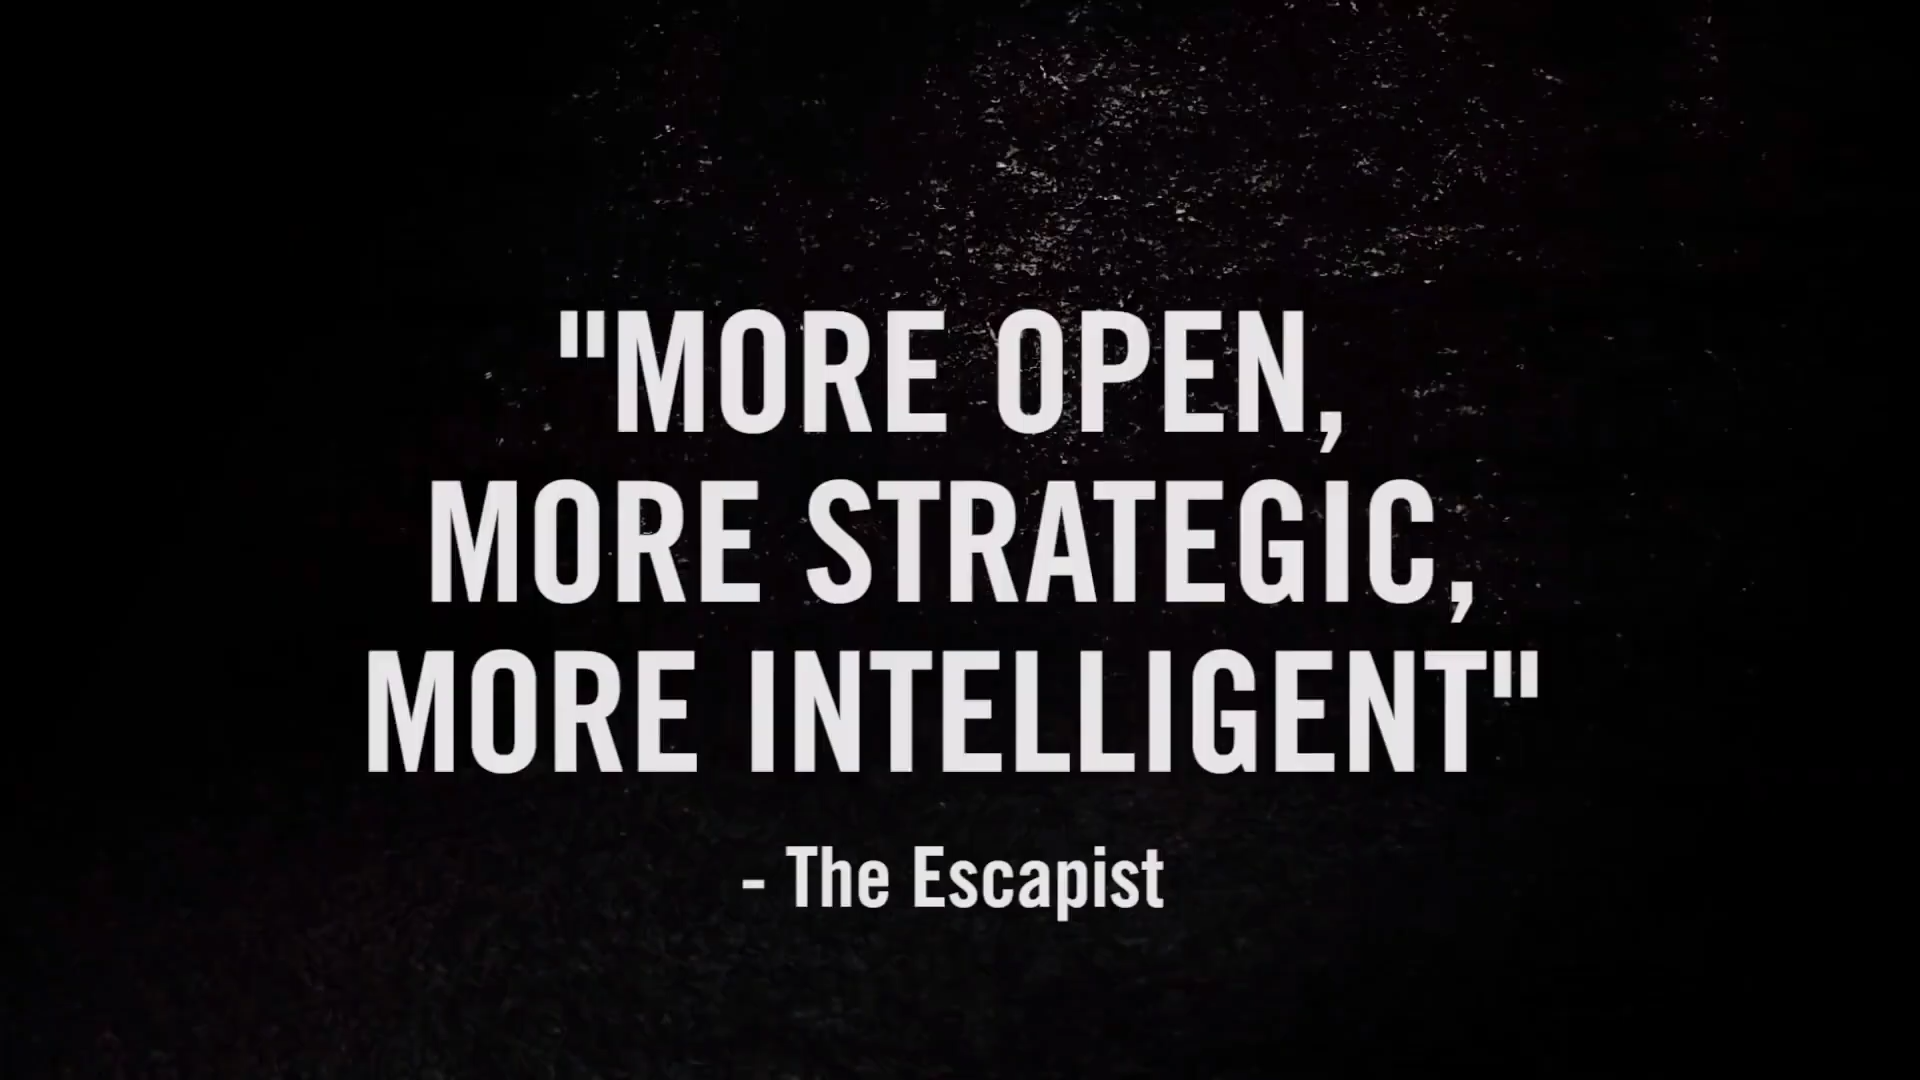 "MORE OPEN,
MORE STRATEGIC,
MORE INTELLIGENT"
- The Escapist